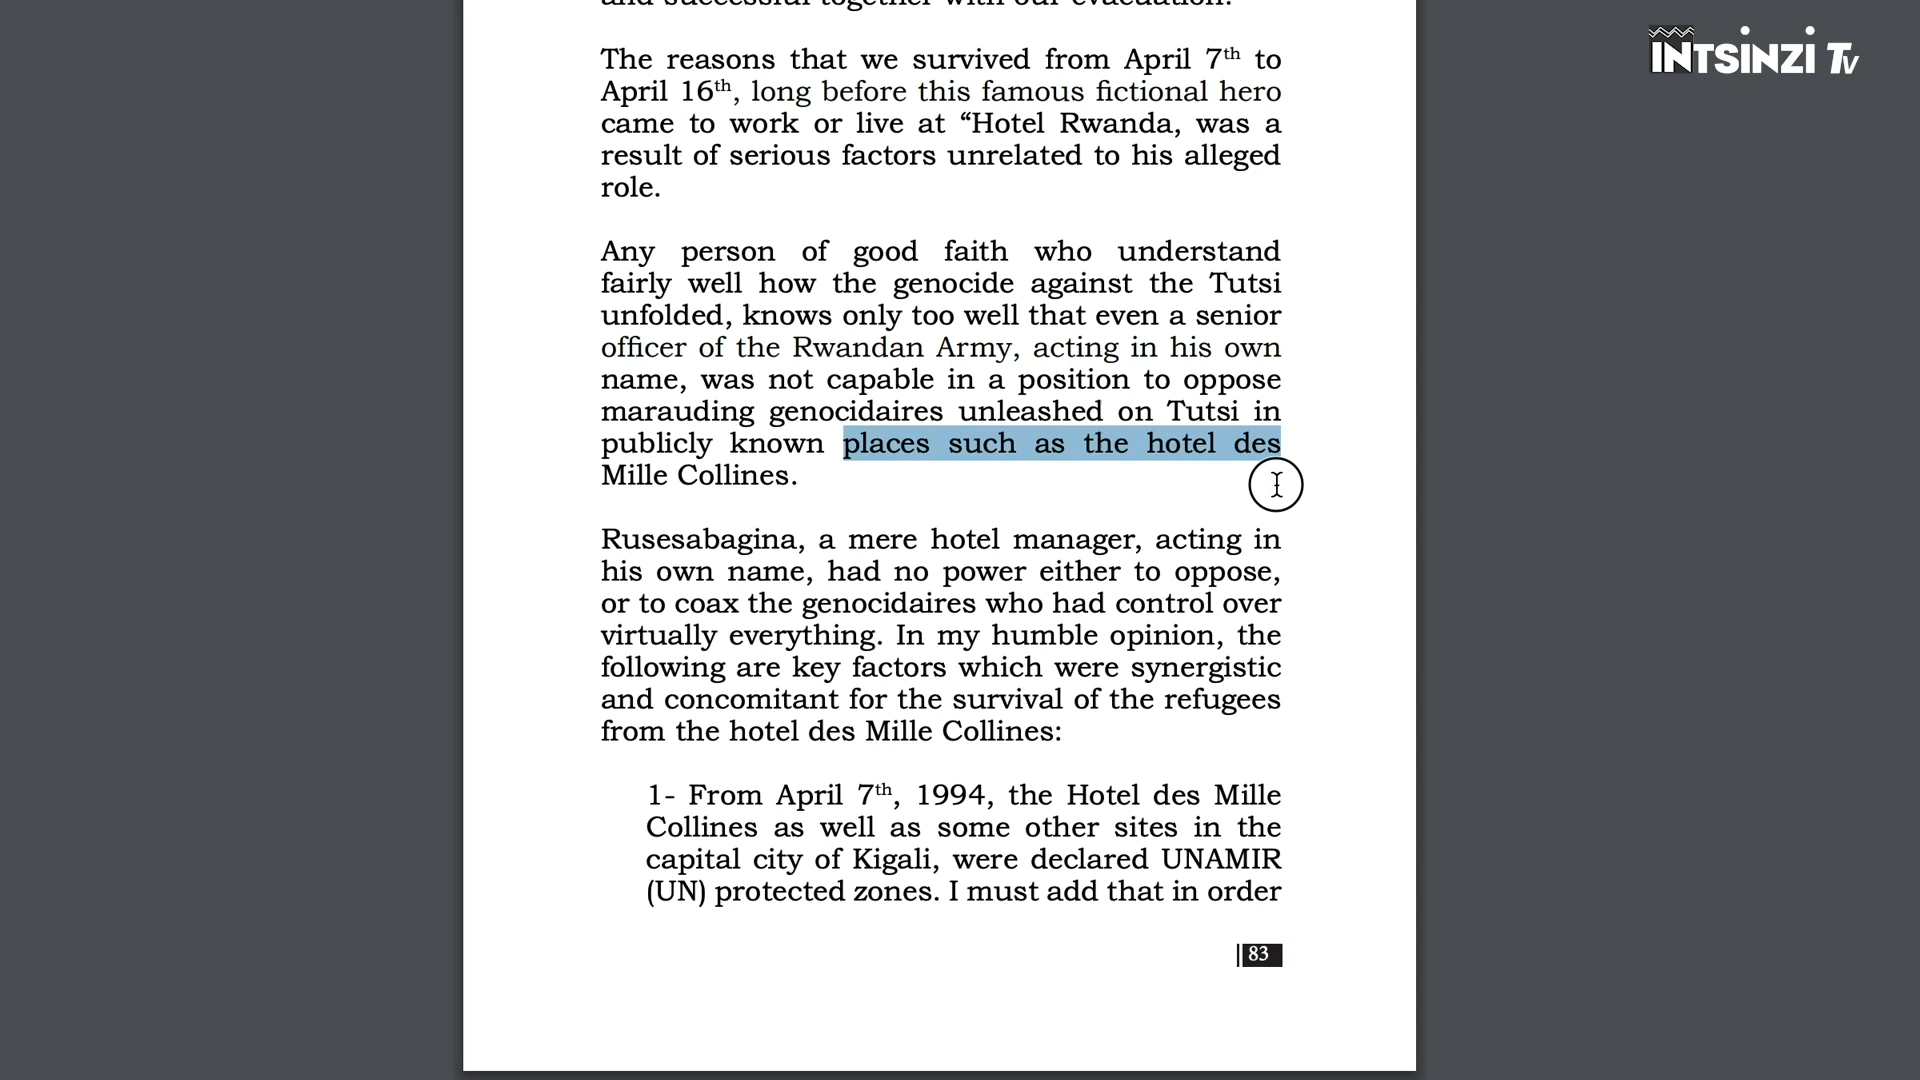 and successful together with our evacuation.
INTSINZI TV
The reasons that we survived from April 7th to
April 16th, long before this famous fictional hero
came to work or live at “Hotel Rwanda, was a
result of serious factors unrelated to his alleged
role.
Any person of good faith who understand
fairly well how the genocide against the Tutsi
unfolded, knows only too well that even a senior
officer of the Rwandan Army, acting in his own
name, was not capable in a position to oppose
marauding genocidaires unleashed on Tutsi in
publicly known places such as the hotel des
Mille Collines.
Rusesabagina, a mere hotel manager, acting in
his own name, had no power either to oppose,
or to coax the genocidaires who had control over
virtually everything. In my humble opinion, the
following are key factors which were synergistic
and concomitant for the survival of the refugees
from the hotel des Mille Collines:
1- From April 7th, 1994, the Hotel des Mille
Collines as well as some other sites in the
capital city of Kigali, were declared UNAMIR
(UN) protected zones. I must add that in order
83